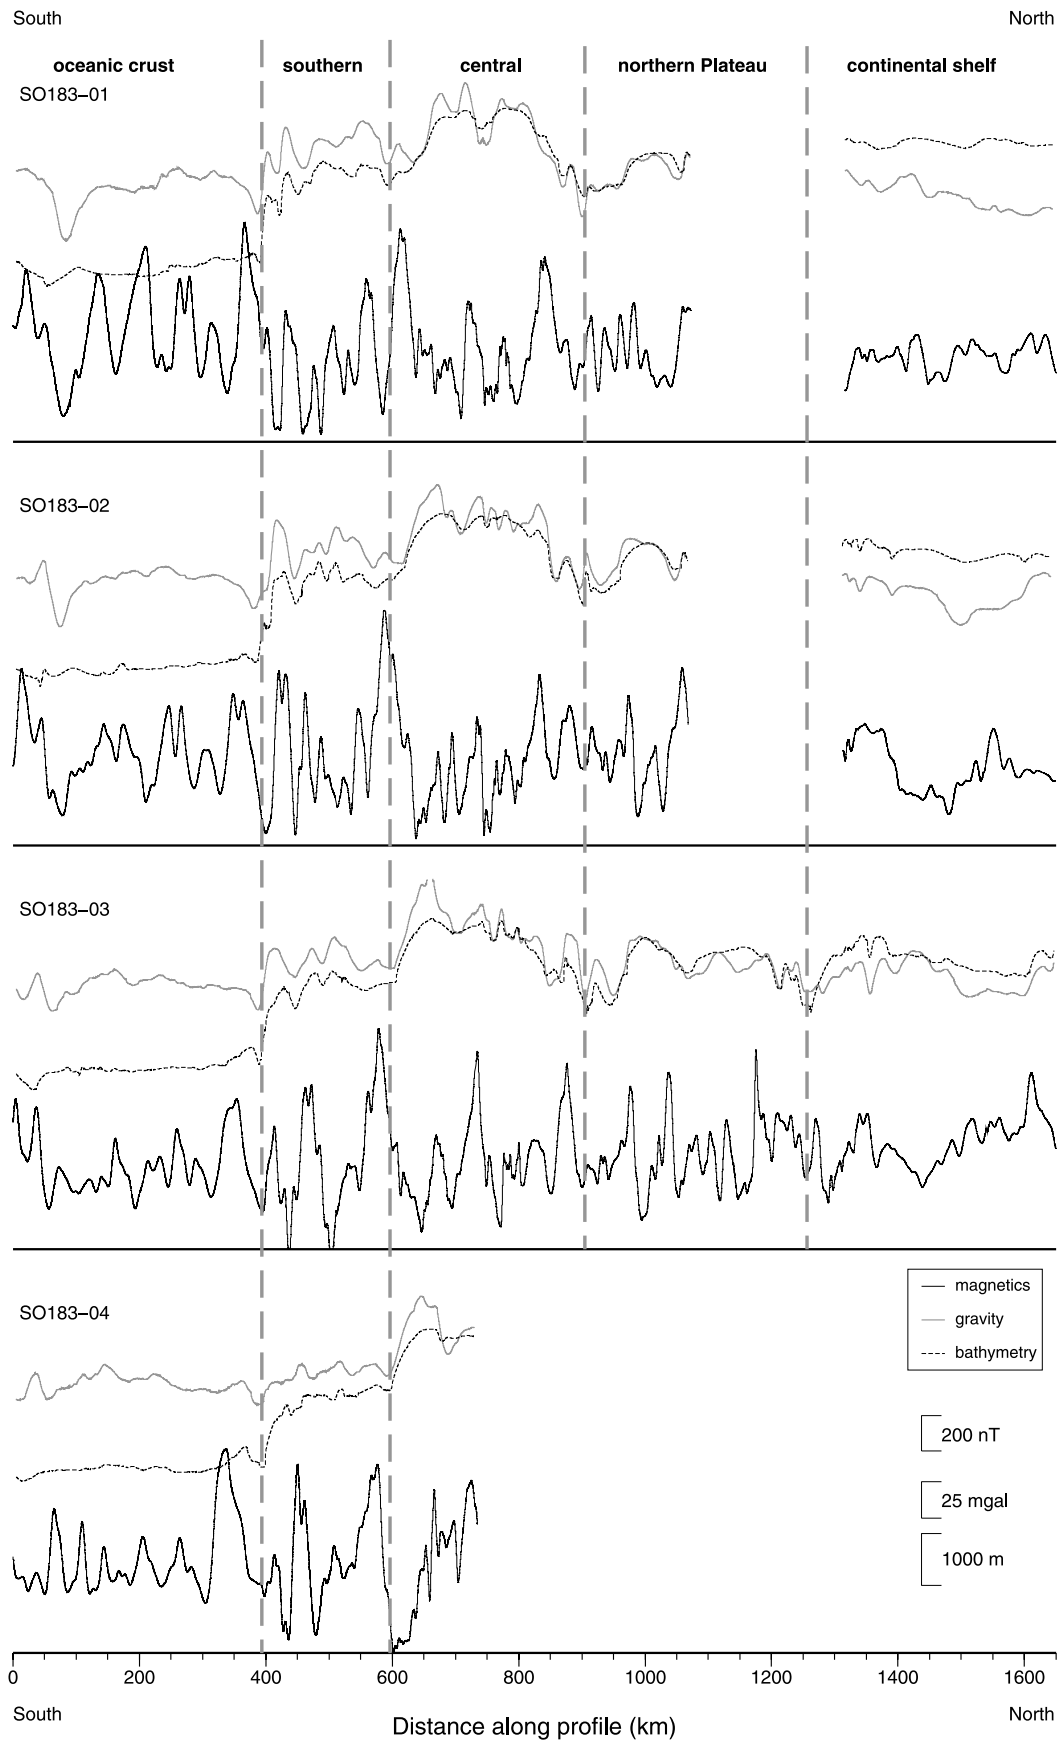 South North
oceanic crust southern central northern Plateau continental shelf
SO183–01
SO183–02
SO183–03
SO183–04
magnetics
gravity
bathymetry
200 nT
25 mgal
1000 m
0 200 400 600 800 1000 1200 1400 1600
South North
Distance along profile (km)